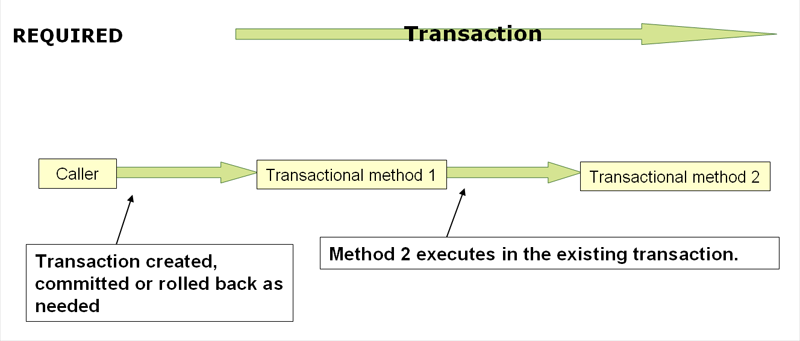 REQUIRED
Transaction
Caller
Transactional method 1
Transactional method 2
Transaction created,
committed or rolled back as
needed
Method 2 executes in the existing transaction.